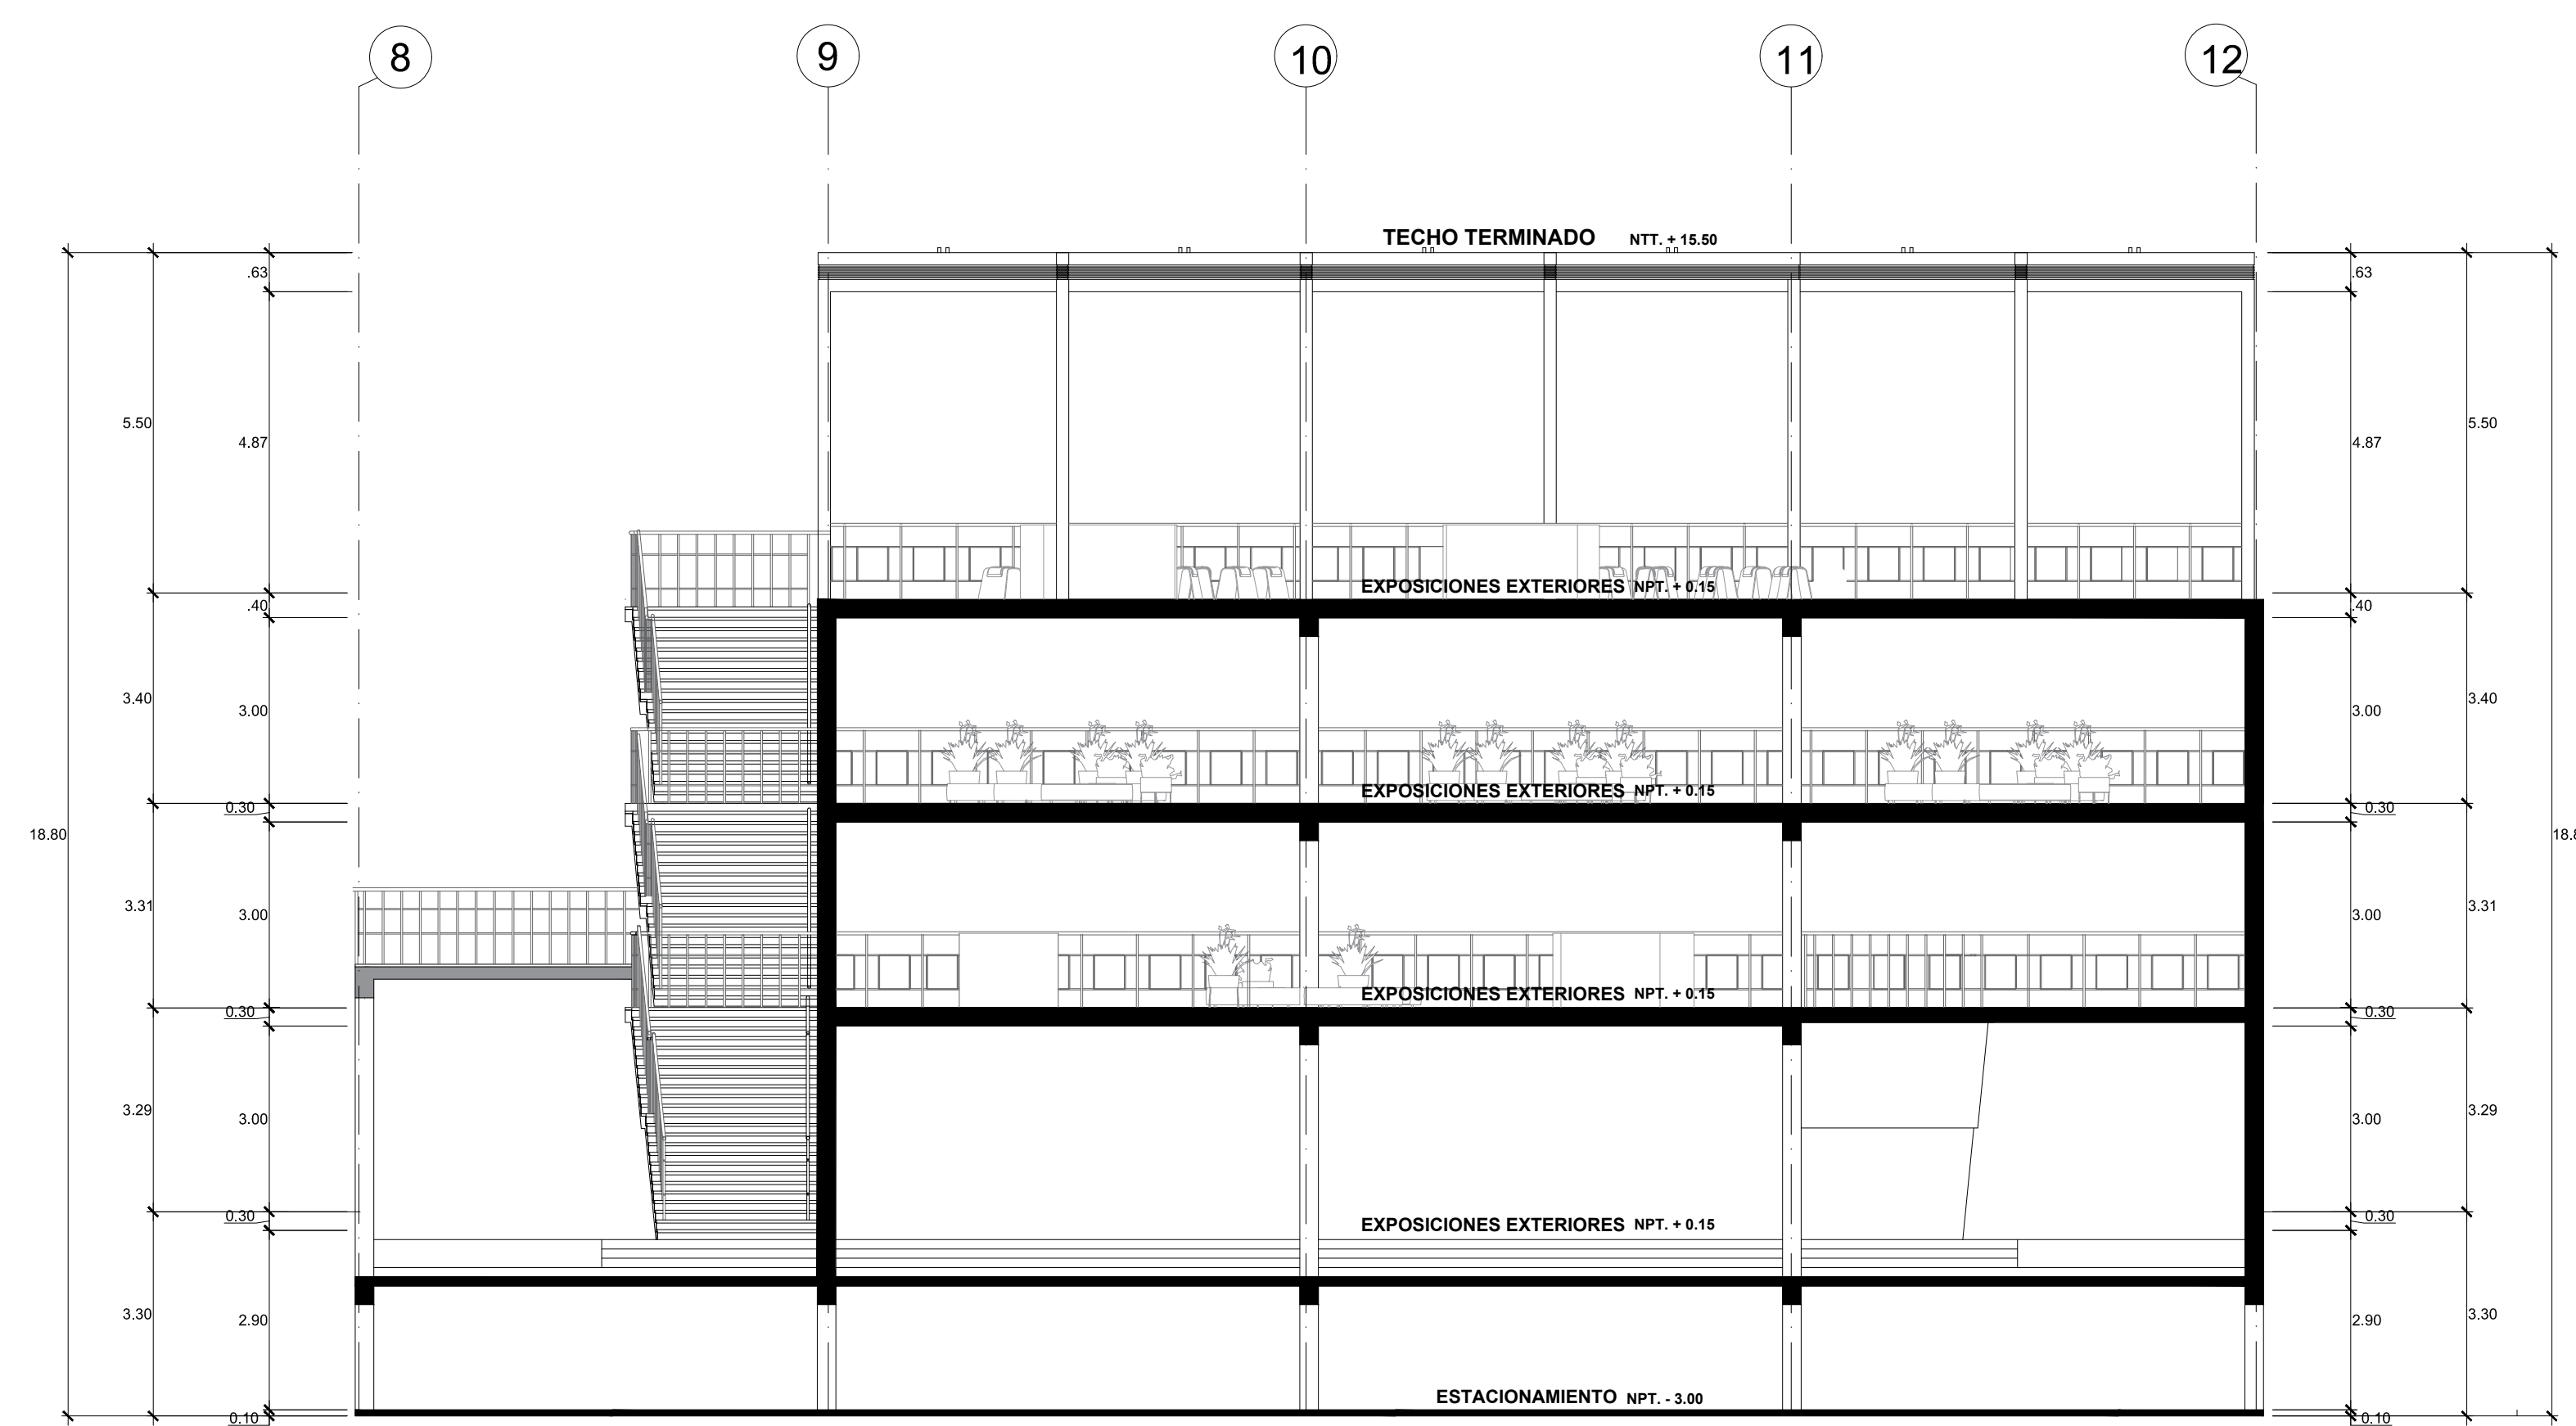 8 9 10 11 12
TECHO TERMINADO NTT. + 15.50
.63 .63
5.50 4.87 4.87 5.50
EXPOSICIONES EXTERIORES NPT. + 0.15
.40 .40
3.40 3.00 3.00 3.40
EXPOSICIONES EXTERIORES NPT. + 0.15
0.30 0.30
18.80 18.8
3.31 3.00 3.00 3.31
EXPOSICIONES EXTERIORES NPT. + 0.15
0.30 0.30
3.29 3.00 3.00 3.29
0.30 0.30
EXPOSICIONES EXTERIORES NPT. + 0.15
3.30 2.90 2.90 3.30
ESTACIONAMIENTO NPT. - 3.00
0.10 0.10